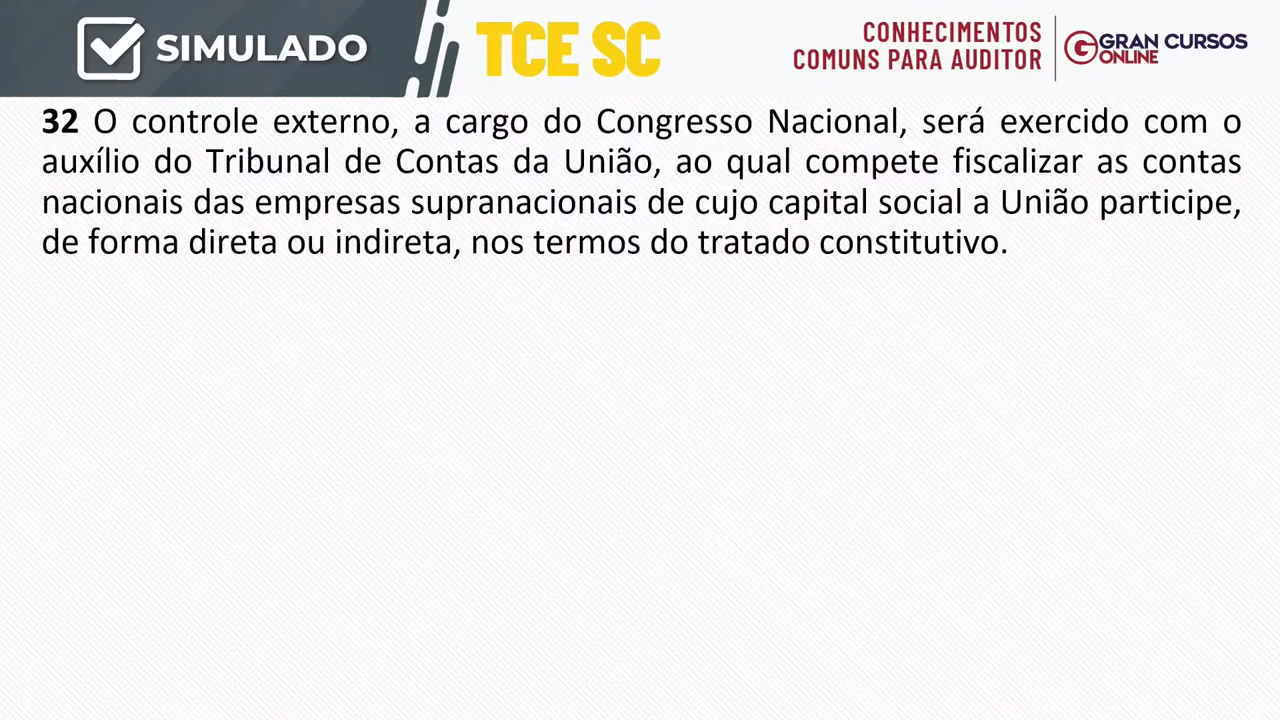 SIMULADO
TCE SC
CONHECIMENTOS
COMUNS PARA AUDITOR
GRAN CURSOS
ONLINE
32 O controle externo, a cargo do Congresso Nacional, será exercido com o
auxílio do Tribunal de Contas da União, ao qual compete fiscalizar as contas
nacionais das empresas supranacionais de cujo capital social a União participe,
de forma direta ou indireta, nos termos do tratado constitutivo.